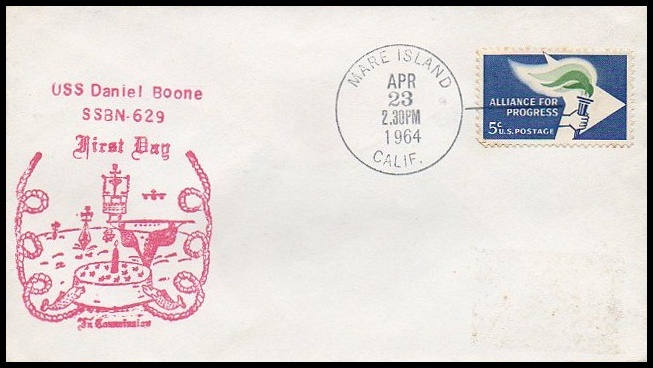 USS Daniel Boone
SSBN-629
First Day
In Commission
MARE ISLAND
APR
23
2.30PM
1964
CALIF.
ALLIANCE FOR
PROGRESS
5c U.S. POSTAGE